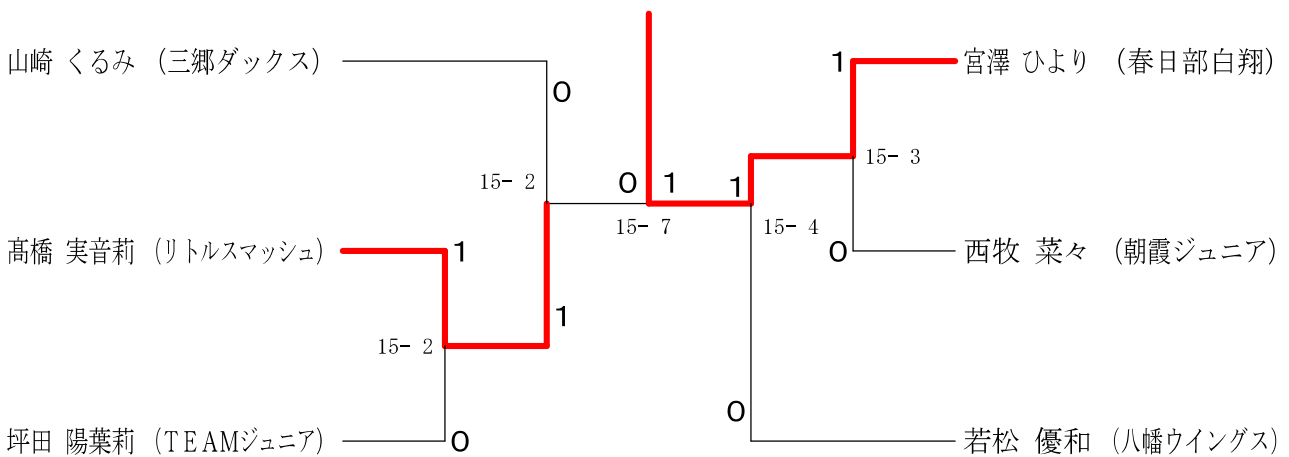 山崎 くるみ (三郷ダックス)
0
15- 2
髙橋 実音莉 (リトルスマッシュ)
1
1
15- 2
坪田 陽葉莉 (TEAMジュニア)
0
0
1
15- 7
1
宮澤 ひより (春日部白翔)
1
15- 3
15- 4
0
西牧 菜々 (朝霞ジュニア)
0
若松 優和 (八幡ウイングス)